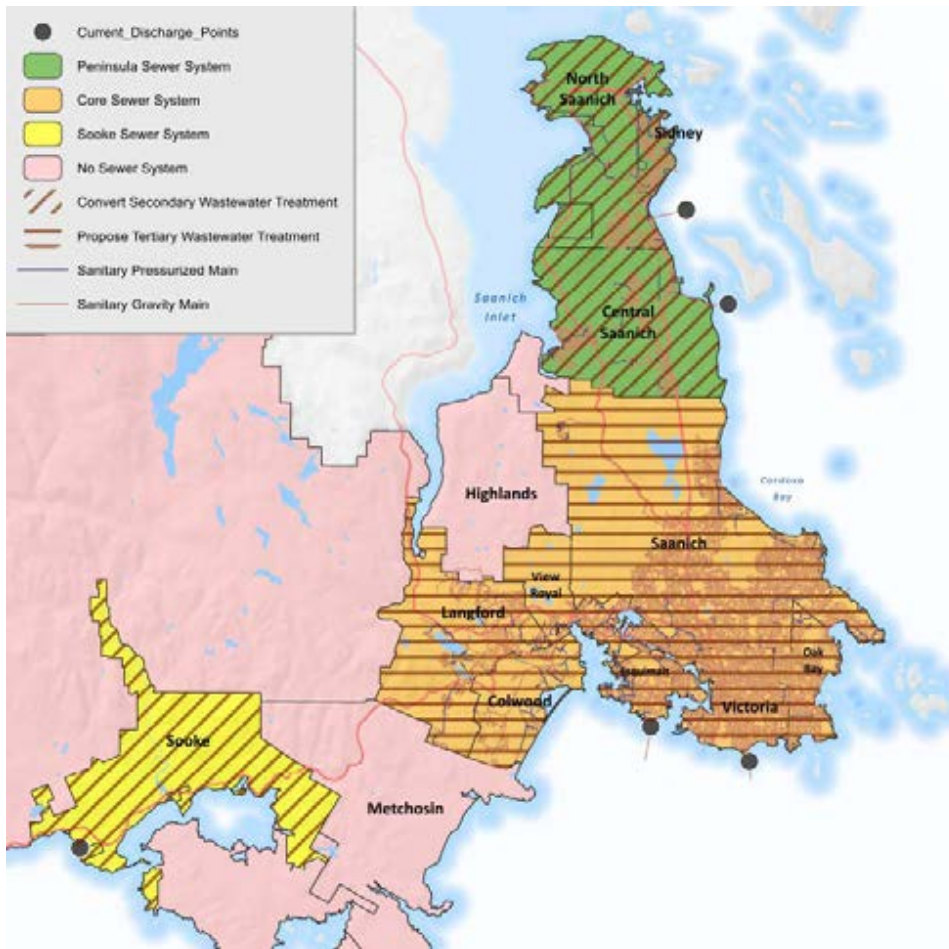 Current_Discharge_Points
Peninsula Sewer System
Core Sewer System
Sooke Sewer System
No Sewer System
Convert Secondary Wastewater Treatment
Propose Tertiary Wastewater Treatment
Sanitary Pressurized Main
Sanitary Gravity Main
North
Saanich
Sidney
Saanich
Inlet
Central
Saanich
Cordova
Bay
Highlands
Saanich
View
Royal
Langford
Oak
Bay
Esquimalt
Colwood
Victoria
Sooke
Metchosin